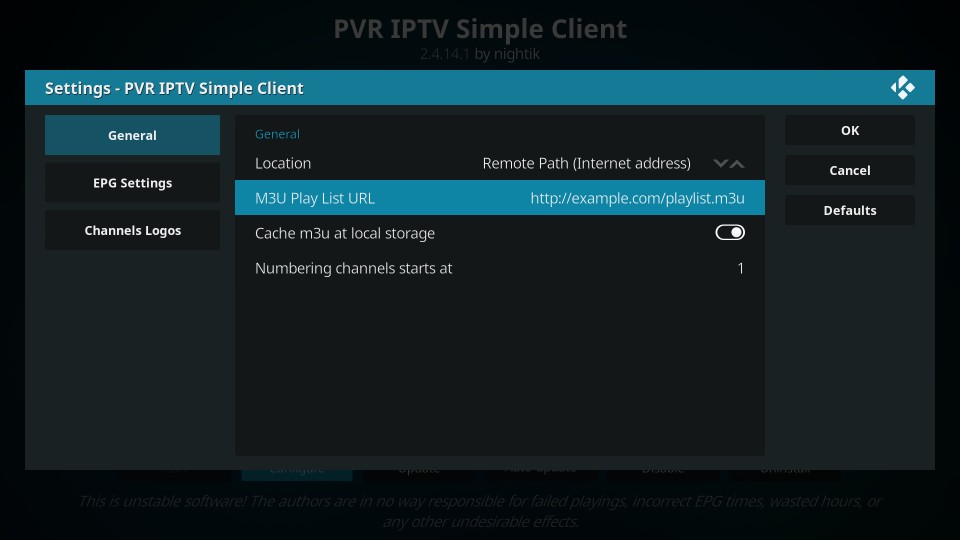 PVR IPTV Simple Client
2.4.14.1 by nightik
Settings - PVR IPTV Simple Client
General
EPG Settings
Channels Logos
General
Location Remote Path (Internet address)
M3U Play List URL http://example.com/playlist.m3u
Cache m3u at local storage
Numbering channels starts at 1
OK
Cancel
Defaults
Configure Update Auto-update Disable Uninstall
This is unstable software! The authors are in no way responsible for failed playings, incorrect EPG times, wasted hours, or
any other undesirable effects.